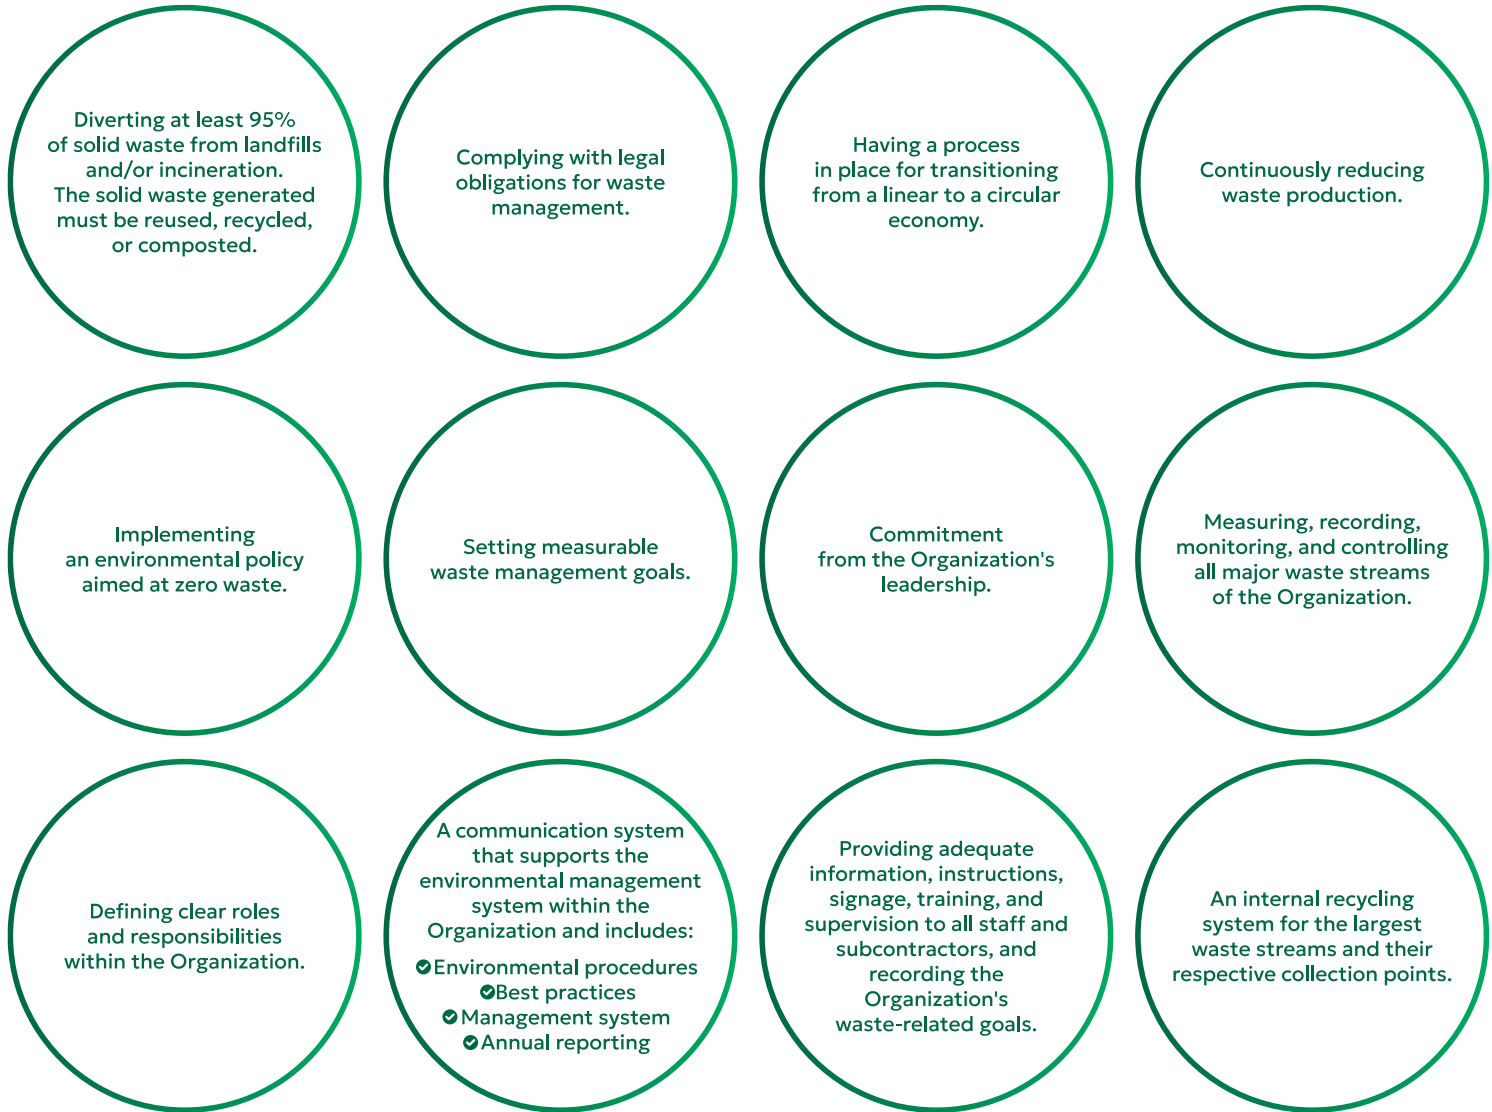 Diverting at least 95%
of solid waste from landfills
and/or incineration.
The solid waste generated
must be reused, recycled,
or composted.
Complying with legal
obligations for waste
management.
Having a process
in place for transitioning
from a linear to a circular
economy.
Continuously reducing
waste production.
Implementing
an environmental policy
aimed at zero waste.
Setting measurable
waste management goals.
Commitment
from the Organization's
leadership.
Measuring, recording,
monitoring, and controlling
all major waste streams
of the Organization.
Defining clear roles
and responsibilities
within the Organization.
A communication system
that supports the
environmental management
system within the
Organization and includes:
Environmental procedures
Best practices
Management system
Annual reporting
Providing adequate
information, instructions,
signage, training, and
supervision to all staff and
subcontractors, and
recording the
Organization's
waste-related goals.
An internal recycling
system for the largest
waste streams and their
respective collection points.